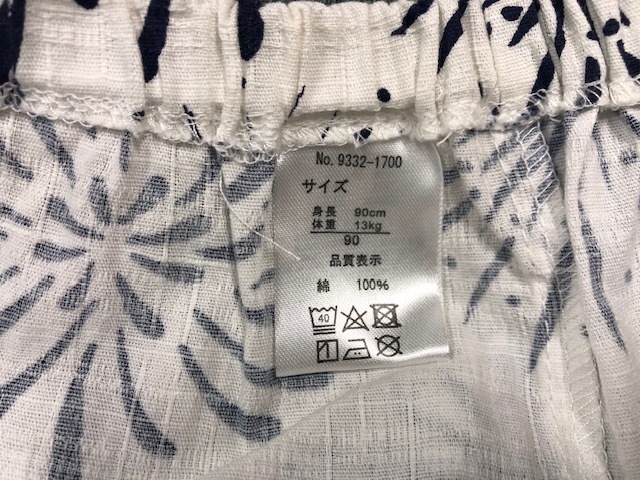 No. 9332-1700
サイズ
身長 90cm
体重 13kg
90
品質表示
綿 100%
40